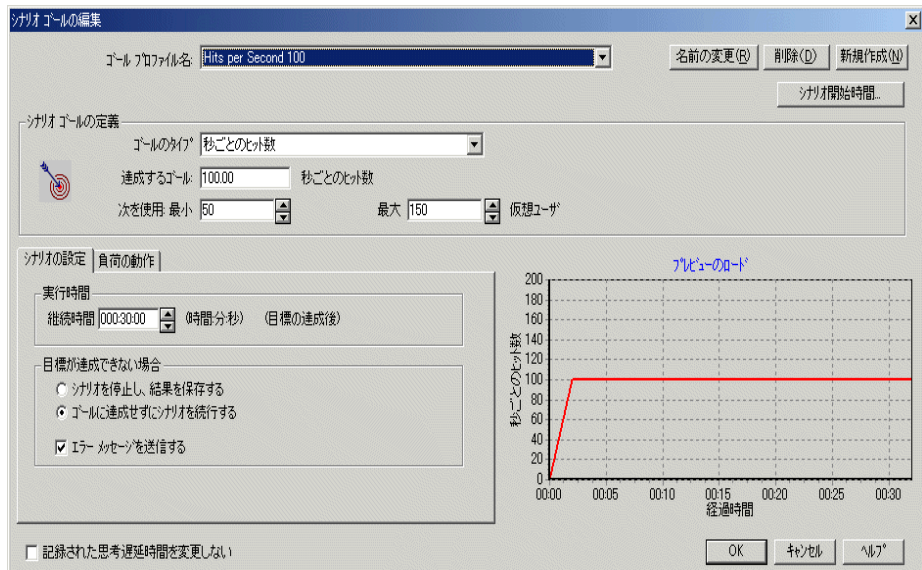 シナリオ ゴールの編集
ゴール プロファイル名: Hits per Second 100 名前の変更(R) 削除(D) 新規作成(N)
シナリオ開始時間...
シナリオ ゴールの定義
ゴールのタイプ 秒ごとのヒット数
達成するゴール: 100.00 秒ごとのヒット数
次を使用: 最小 50 最大 150 仮想ユーザ
シナリオの設定 負荷の動作
実行時間
継続時間 000:30:00 (時間:分:秒) (目標の達成後)
目標が達成できない場合
シナリオを停止し、結果を保存する
ゴールに達成せずにシナリオを続行する
エラー メッセージを送信する
プレビューのロード
秒ごとのヒット数
200
180
160
140
120
100
80
60
40
20
0
00:00 00:05 00:10 00:15 00:20 00:25 00:30
経過時間
記録された思考遅延時間を変更しない
OK キャンセル ヘルプ